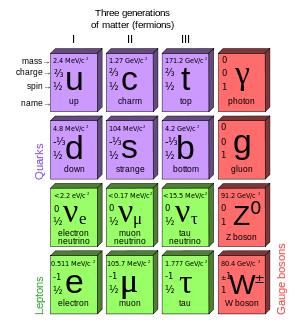 Three generations
of matter (fermions)
I II III
mass→ 2.4 MeV/c² 1.27 GeV/c² 171.2 GeV/c² 0
charge→ ⅔ ⅔ ⅔ 0
spin→ ½ u ½ c ½ t 1 γ
name→ up charm top photon
Quarks
4.8 MeV/c² 104 MeV/c² 4.2 GeV/c² 0
-⅓ -⅓ -⅓ 0
½ d ½ s ½ b 1 g
down strange bottom gluon
<2.2 eV/c² <0.17 MeV/c² <15.5 MeV/c² 91.2 GeV/c²
0 0 0 0
½ νe ½ νμ ½ ντ 1 Z⁰
electron muon tau Z boson
neutrino neutrino neutrino
Leptons
0.511 MeV/c² 105.7 MeV/c² 1.777 GeV/c² 80.4 GeV/c²
-1 -1 -1 ±1
½ e ½ μ ½ τ 1 W±
electron muon tau W boson
Gauge bosons